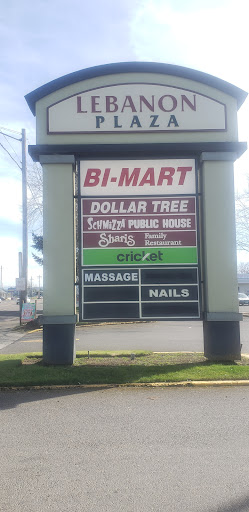 LEBANON
PLAZA
BI-MART
DOLLAR TREE
SCHMIZZA PUBLIC HOUSE
Shari's Family
Restaurant
cricket
MASSAGE
NAILS